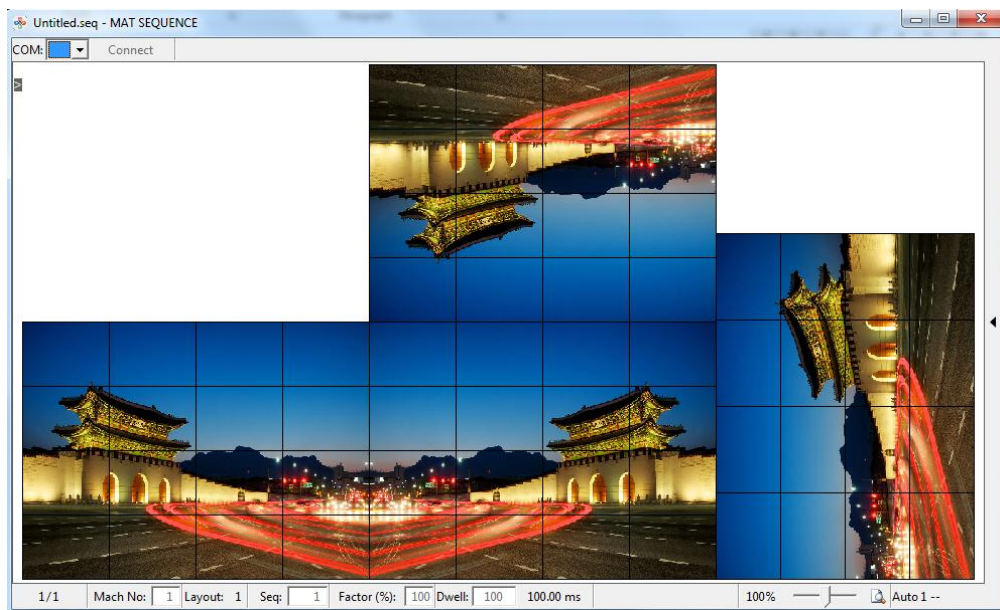 Untitled.seq - MAT SEQUENCE
COM: Connect
>
1/1 Mach No: 1 Layout: 1 Seq: 1 Factor (%): 100 Dwell: 100 100.00 ms 100% Auto 1 --